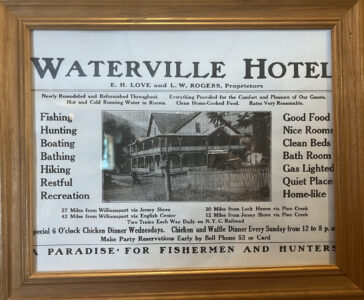 WATERVILLE HOTEL
E. H. LOVE and L. W. ROGERS, Proprietors
Newly Remodeled and Refurnished Throughout. Everything Provided for the Comfort and Pleasure of Our Guests.
Hot and Cold Running Water in Rooms. Clean Home-Cooked Food. Rates Very Reasonable.
Fishing
Hunting
Boating
Bathing
Hiking
Restful
Recreation
Good Food
Nice Rooms
Clean Beds
Bath Room
Gas Lighted
Quiet Place
Home-like
27 Miles from Williamsport via Jersey Shore
42 Miles from Williamsport via English Center
20 Miles from Lock Haven via Pine Creek
12 Miles from Jersey Shore via Pine Creek
Two Trains Each Way Daily on N. Y. C. Railroad
pecial 6 O'clock Chicken Dinner Wednesdays. Chicken and Waffle Dinner Every Sunday from 12 to 8 p.
Make Party Reservations Early by Bell Phone 53 or Card
A PARADISE FOR FISHERMEN AND HUNTERS